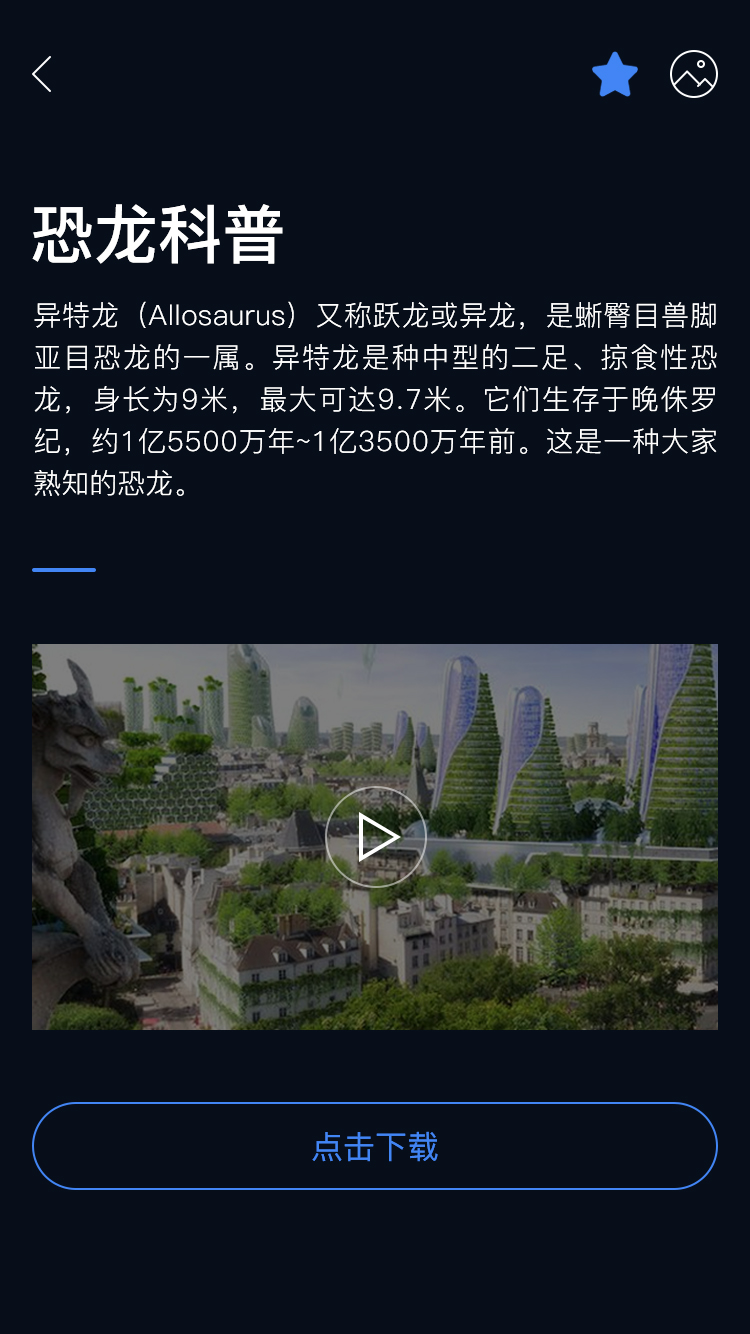 恐龙科普
异特龙（Allosaurus）又称跃龙或异龙，是蜥臀目兽脚
亚目恐龙的一属。异特龙是种中型的二足、掠食性恐
龙，身长为9米，最大可达9.7米。它们生存于晚侏罗
纪，约1亿5500万年~1亿3500万年前。这是一种大家
熟知的恐龙。
点击下载